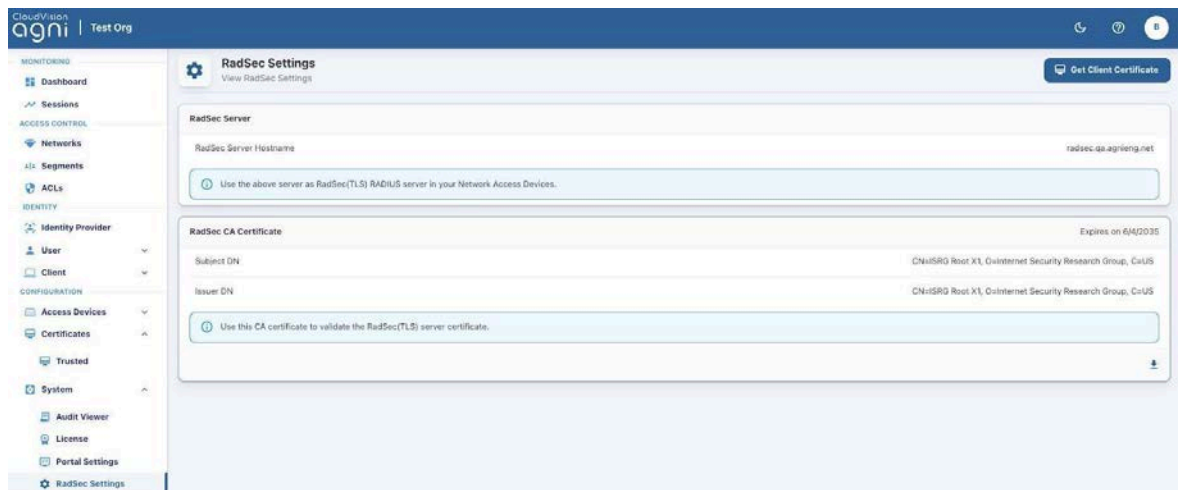 CloudVision
agni | Test Org
B
MONITORING
Dashboard
Sessions
ACCESS CONTROL
Networks
Segments
ACLs
IDENTITY
Identity Provider
User
Client
CONFIGURATION
Access Devices
Certificates
Trusted
System
Audit Viewer
License
Portal Settings
RadSec Settings
RadSec Settings
View RadSec Settings
Get Client Certificate
RadSec Server
RadSec Server Hostname radsec.qa.agnieng.net
Use the above server as RadSec(TLS) RADIUS server in your Network Access Devices.
RadSec CA Certificate Expires on 6/4/2035
Subject DN CN=ISRG Root X1, O=Internet Security Research Group, C=US
Issuer DN CN=ISRG Root X1, O=Internet Security Research Group, C=US
Use this CA certificate to validate the RadSec(TLS) server certificate.